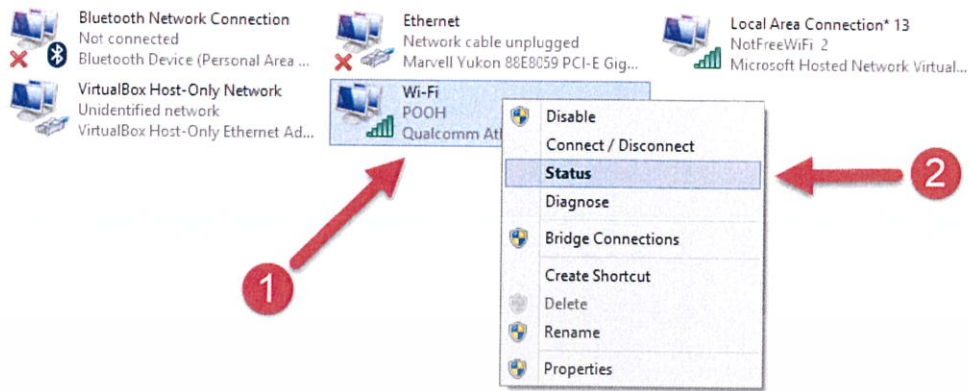 Bluetooth Network Connection
Not connected
Bluetooth Device (Personal Area ...
Ethernet
Network cable unplugged
Marvell Yukon 88E8059 PCI-E Gig...
Local Area Connection* 13
NotFreeWiFi 2
Microsoft Hosted Network Virtual...
VirtualBox Host-Only Network
Unidentified network
VirtualBox Host-Only Ethernet Ad...
Wi-Fi
POOH
Qualcomm Atl
1
Disable
Connect / Disconnect
Status
Diagnose
Bridge Connections
Create Shortcut
Delete
Rename
Properties
2